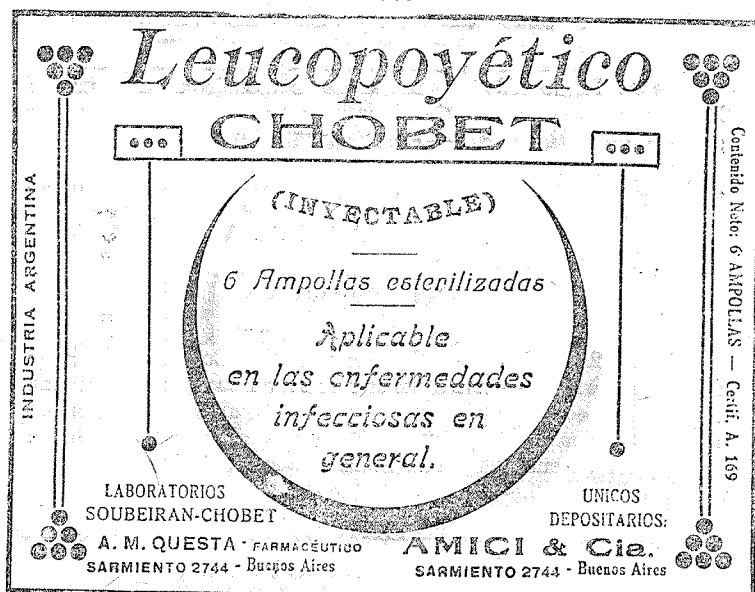 Leucopoyético
CHOBET
(INYECTABLE)
6 Ampollas esterilizadas
Aplicable
en las enfermedades
infecciosas en
general.
INDUSTRIA ARGENTINA
Contenido Neto: 6 AMPOLLAS — Certif. A. 169
LABORATORIOS
SOUBEIRAN-CHOBET
A. M. QUESTA - FARMACÉUTICO
SARMIENTO 2744 - Buenos Aires
UNICOS
DEPOSITARIOS:
AMICI & Cia.
SARMIENTO 2744 - Buenos Aires